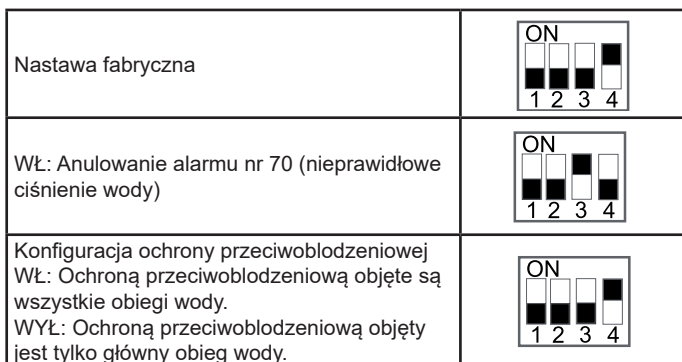 Nastawa fabryczna
ON
1 2 3 4
WŁ: Anulowanie alarmu nr 70 (nieprawidłowe
ciśnienie wody)
ON
1 2 3 4
Konfiguracja ochrony przeciwoblodzeniowej
WŁ: Ochroną przeciwoblodzeniową objęte są
wszystkie obiegi wody.
WYŁ: Ochroną przeciwoblodzeniową objęty
jest tylko główny obieg wody.
ON
1 2 3 4